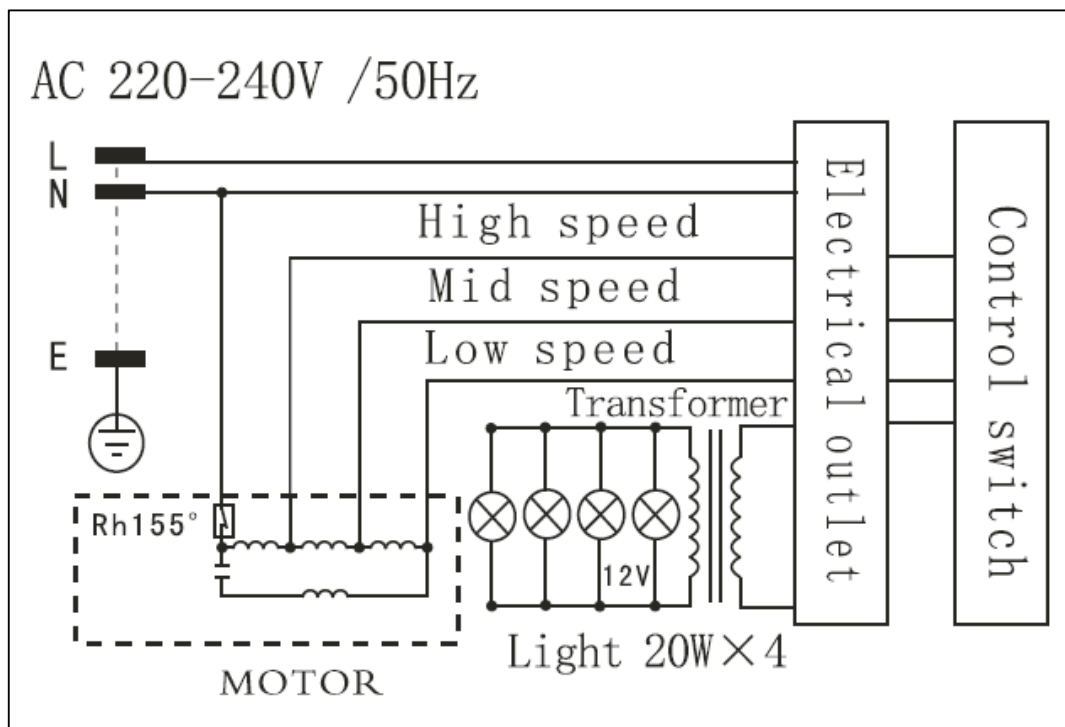 AC 220-240V /50Hz
L
N
High speed
Mid speed
Low speed
E
Transformer
Electrical outlet
Control switch
Rh155°
12V
Light 20W×4
MOTOR